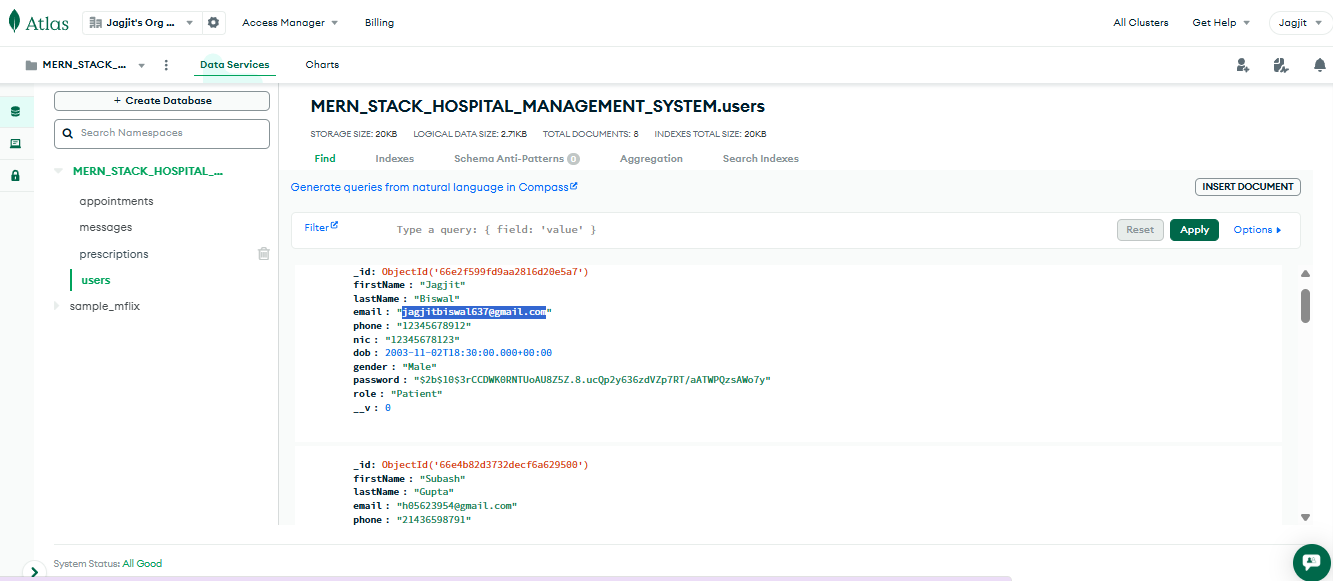 Atlas
Jagjit's Org ...
Access Manager
Billing
All Clusters
Get Help
Jagjit
MERN_STACK_...
Data Services
Charts
+ Create Database
Search Namespaces
MERN_STACK_HOSPITAL_...
appointments
messages
prescriptions
users
sample_mflix
MERN_STACK_HOSPITAL_MANAGEMENT_SYSTEM.users
STORAGE SIZE: 20KB LOGICAL DATA SIZE: 2.71KB TOTAL DOCUMENTS: 8 INDEXES TOTAL SIZE: 20KB
Find Indexes Schema Anti-Patterns 0 Aggregation Search Indexes
Generate queries from natural language in Compass
INSERT DOCUMENT
Filter
Type a query: { field: 'value' }
Reset
Apply
Options
_id: ObjectId('66e2f599fd9aa2816d20e5a7')
firstName : "Jagjit"
lastName : "Biswal"
email : "jagjitbiswal637@gmail.com"
phone : "12345678912"
nic : "12345678123"
dob : 2003-11-02T18:30:00.000+00:00
gender : "Male"
password : "$2b$10$3rCCDWK0RNTUoAU8Z5Z.8.ucQp2y636zdVZp7RT/aATWPQzsAWo7y"
role : "Patient"
__v : 0
_id: ObjectId('66e4b82d3732decf6a629500')
firstName : "Subash"
lastName : "Gupta"
email : "h05623954@gmail.com"
phone : "21436598791"
System Status: All Good